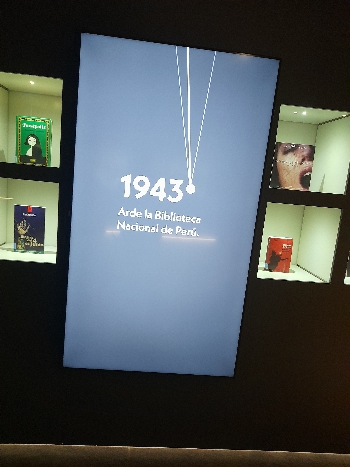 1943
Arde la Biblioteca
Nacional de Perú.